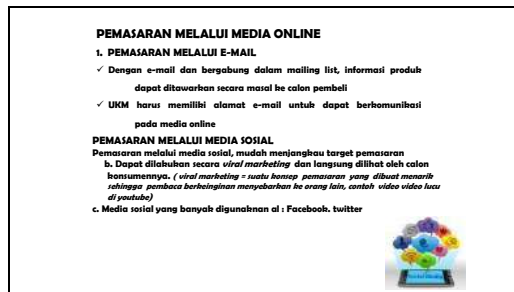 PEMASARAN MELALUI MEDIA ONLINE
1. PEMASARAN MELALUI E-MAIL
✓ Dengan e-mail dan bergabung dalam mailing list, informasi produk
dapat ditawarkan secara masal ke calon pembeli
✓ UKM harus memiliki alamat e-mail untuk dapat berkomunikasi
pada media online
PEMASARAN MELALUI MEDIA SOSIAL
Pemasaran melalui media sosial, mudah menjangkau target pemasaran
b. Dapat dilakukan secara viral marketing dan langsung dilihat oleh calon
konsumennya. ( viral marketing = suatu konsep pemasaran yang dibuat menarik
sehingga pembaca berkeinginan menyebarkan ke orang lain, contoh video video lucu
di youtube)
c. Media sosial yang banyak digunaknan al : Facebook. twitter